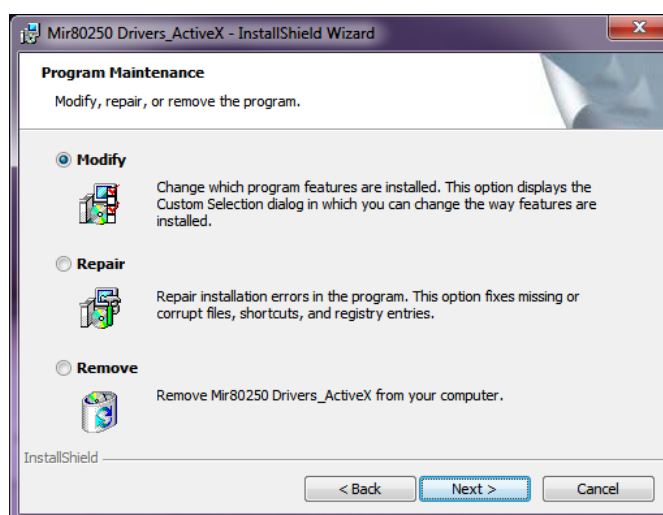 Mir80250 Drivers_ActiveX - InstallShield Wizard
Program Maintenance
Modify, repair, or remove the program.
Modify
Change which program features are installed. This option displays the
Custom Selection dialog in which you can change the way features are
installed.
Repair
Repair installation errors in the program. This option fixes missing or
corrupt files, shortcuts, and registry entries.
Remove
Remove Mir80250 Drivers_ActiveX from your computer.
InstallShield
< Back Next > Cancel